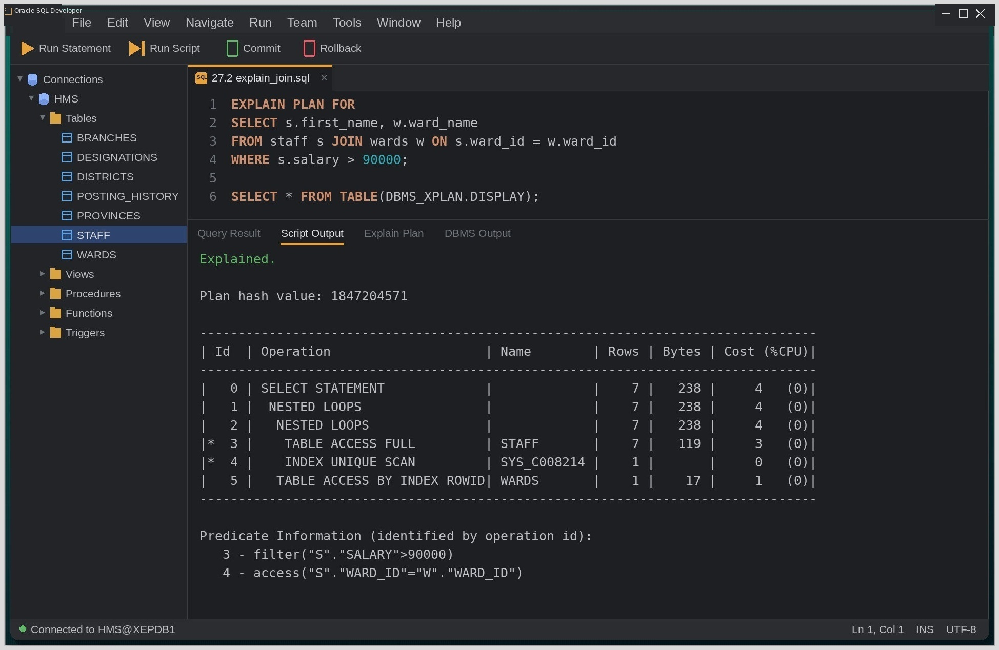 Oracle SQL Developer
File Edit View Navigate Run Team Tools Window Help
Run Statement Run Script Commit Rollback
Connections
HMS
Tables
BRANCHES
DESIGNATIONS
DISTRICTS
POSTING_HISTORY
PROVINCES
STAFF
WARDS
Views
Procedures
Functions
Triggers
SQL 27.2 explain_join.sql ×
1 EXPLAIN PLAN FOR
2 SELECT s.first_name, w.ward_name
3 FROM staff s JOIN wards w ON s.ward_id = w.ward_id
4 WHERE s.salary > 90000;
5
6 SELECT * FROM TABLE(DBMS_XPLAN.DISPLAY);
Query Result Script Output Explain Plan DBMS Output
Explained.
Plan hash value: 1847204571
--------------------------------------------------------------------------------
| Id  | Operation                    | Name        | Rows | Bytes | Cost (%CPU)|
--------------------------------------------------------------------------------
|   0 | SELECT STATEMENT             |             |    7 |   238 |     4   (0)|
|   1 |  NESTED LOOPS                |             |    7 |   238 |     4   (0)|
|   2 |   NESTED LOOPS               |             |    7 |   238 |     4   (0)|
|*  3 |    TABLE ACCESS FULL         | STAFF       |    7 |   119 |     3   (0)|
|*  4 |    INDEX UNIQUE SCAN         | SYS_C008214 |    1 |       |     0   (0)|
|   5 |   TABLE ACCESS BY INDEX ROWID| WARDS       |    1 |    17 |     1   (0)|
--------------------------------------------------------------------------------
Predicate Information (identified by operation id):
   3 - filter("S"."SALARY">90000)
   4 - access("S"."WARD_ID"="W"."WARD_ID")
Connected to HMS@XEPDB1
Ln 1, Col 1 INS UTF-8